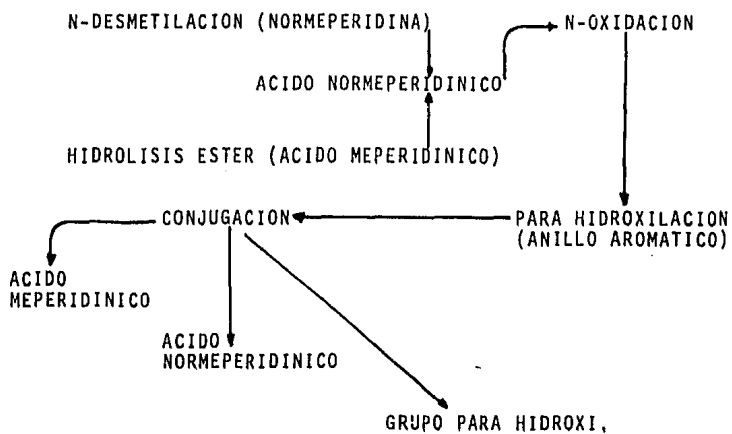 N-DESMETILACION (NORMEPERIDINA)
N-OXIDACION
ACIDO NORMEPERIDINICO
HIDROLISIS ESTER (ACIDO MEPERIDINICO)
CONJUGACION
PARA HIDROXILACION
(ANILLO AROMATICO)
ACIDO
MEPERIDINICO
ACIDO
NORMEPERIDINICO
GRUPO PARA HIDROXI.